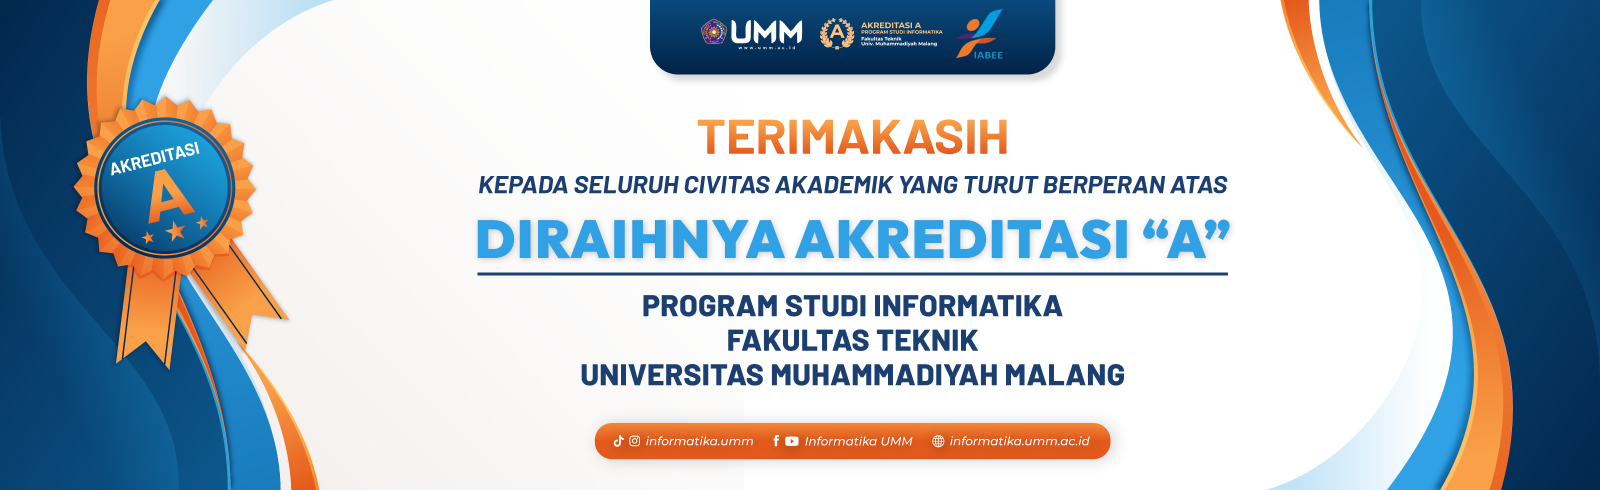 UMM
www.umm.ac.id
A
AKREDITASI A
PROGRAM STUDI INFORMATIKA
Fakultas Teknik
Univ. Muhammadiyah Malang
IABEE
AKREDITASI
A
TERIMAKASIH
KEPADA SELURUH CIVITAS AKADEMIK YANG TURUT BERPERAN ATAS
DIRAIHNYA AKREDITASI “A”
PROGRAM STUDI INFORMATIKA
FAKULTAS TEKNIK
UNIVERSITAS MUHAMMADIYAH MALANG
informatika.umm Informatika UMM informatika.umm.ac.id